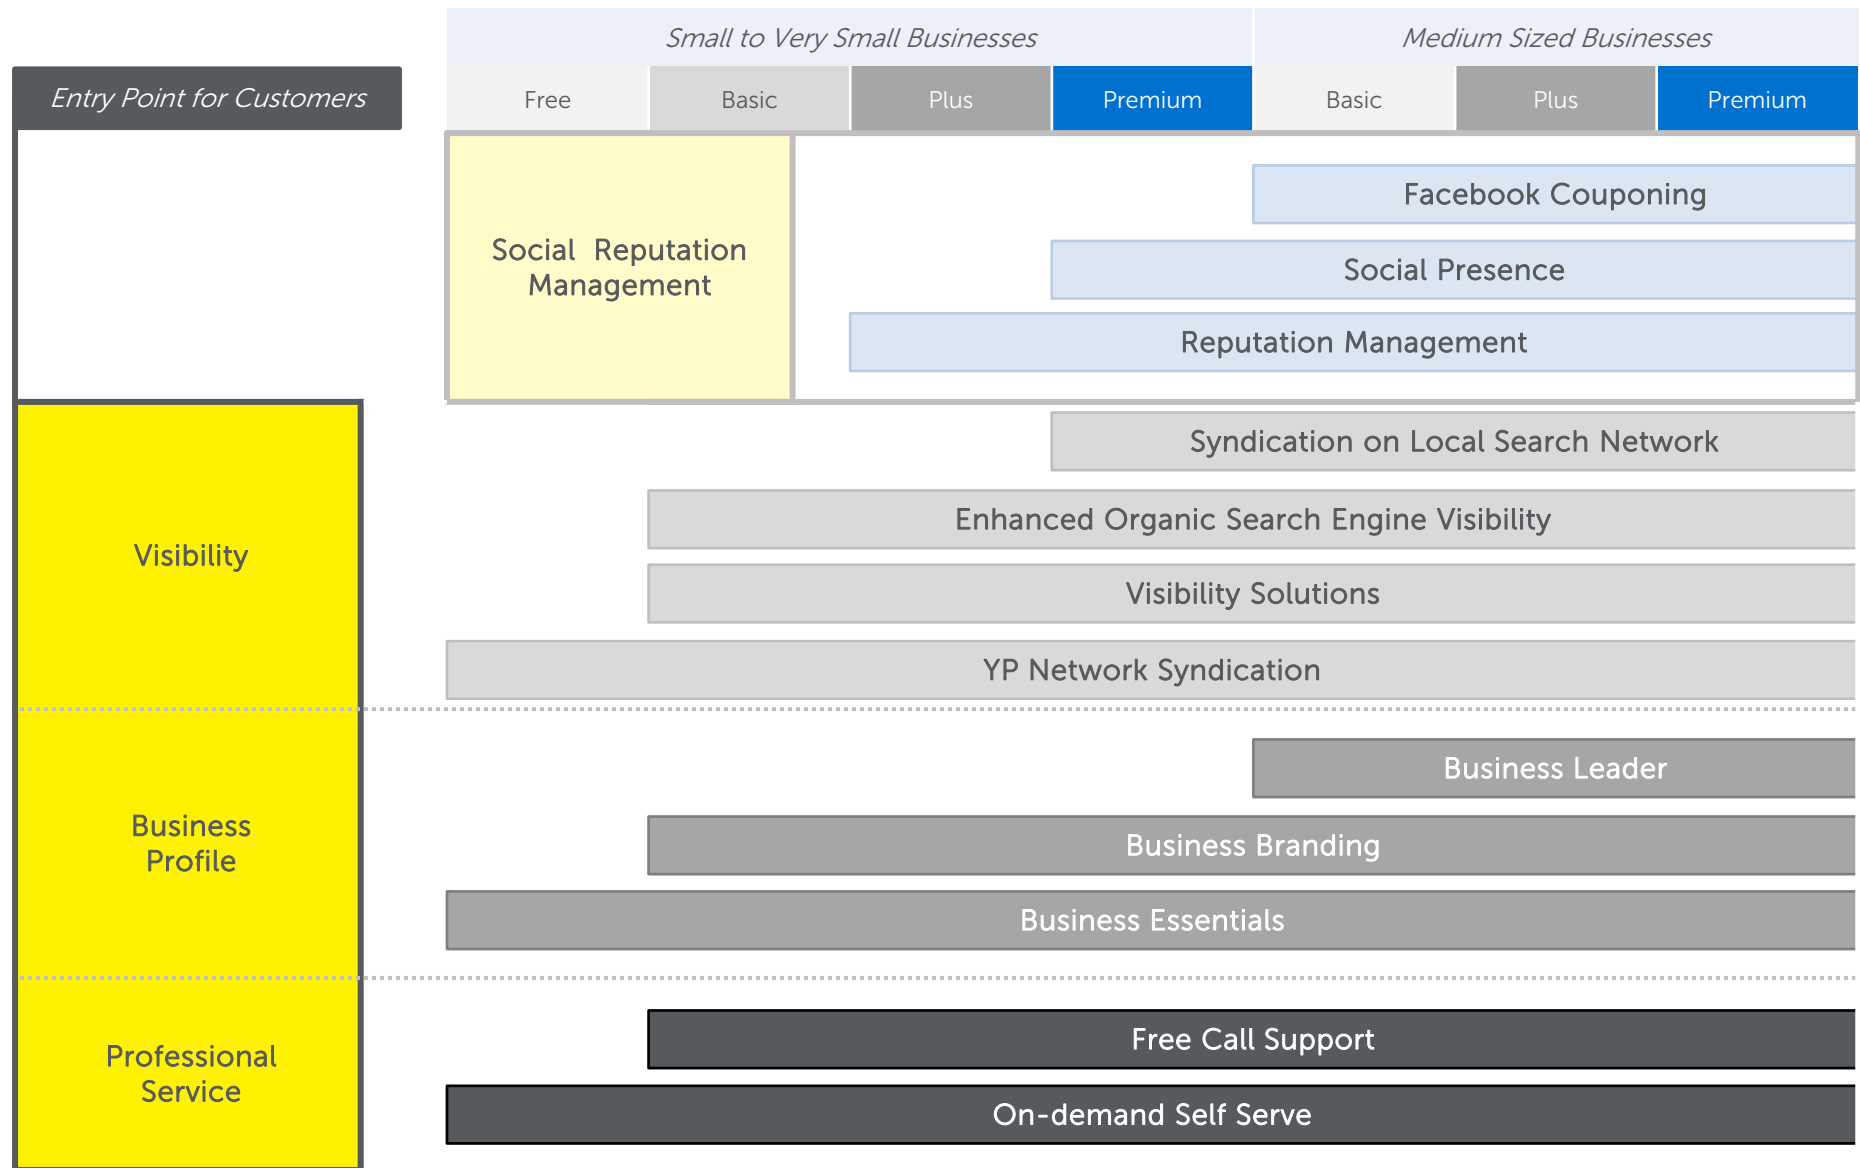 Small to Very Small Businesses
Medium Sized Businesses
Entry Point for Customers
Free
Basic
Plus
Premium
Basic
Plus
Premium
Social Reputation
Management
Facebook Couponing
Social Presence
Reputation Management
Visibility
Syndication on Local Search Network
Enhanced Organic Search Engine Visibility
Visibility Solutions
YP Network Syndication
Business
Profile
Business Leader
Business Branding
Business Essentials
Professional
Service
Free Call Support
On-demand Self Serve